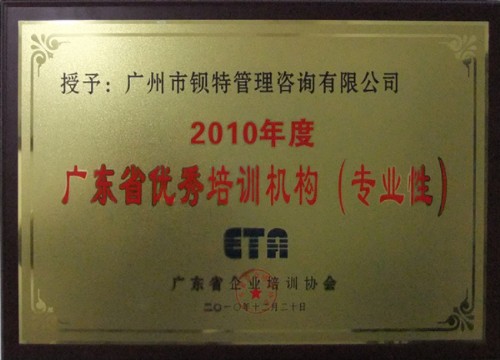 授予：广州市钡特管理咨询有限公司
2010年度
广东省优秀培训机构（专业性）
ETA
广东省企业培训协会
二〇一〇年十二月二十日